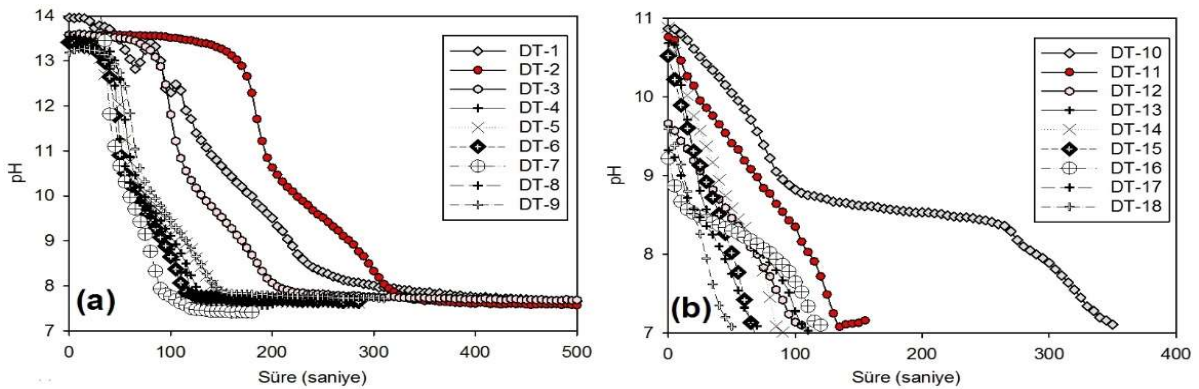 14
13
12
11
10
9
8
7
pH
0
100
200
300
400
500
Süre (saniye)
(a)
DT-1
DT-2
DT-3
DT-4
DT-5
DT-6
DT-7
DT-8
DT-9
11
10
9
8
7
pH
0
100
200
300
400
Süre (saniye)
(b)
DT-10
DT-11
DT-12
DT-13
DT-14
DT-15
DT-16
DT-17
DT-18